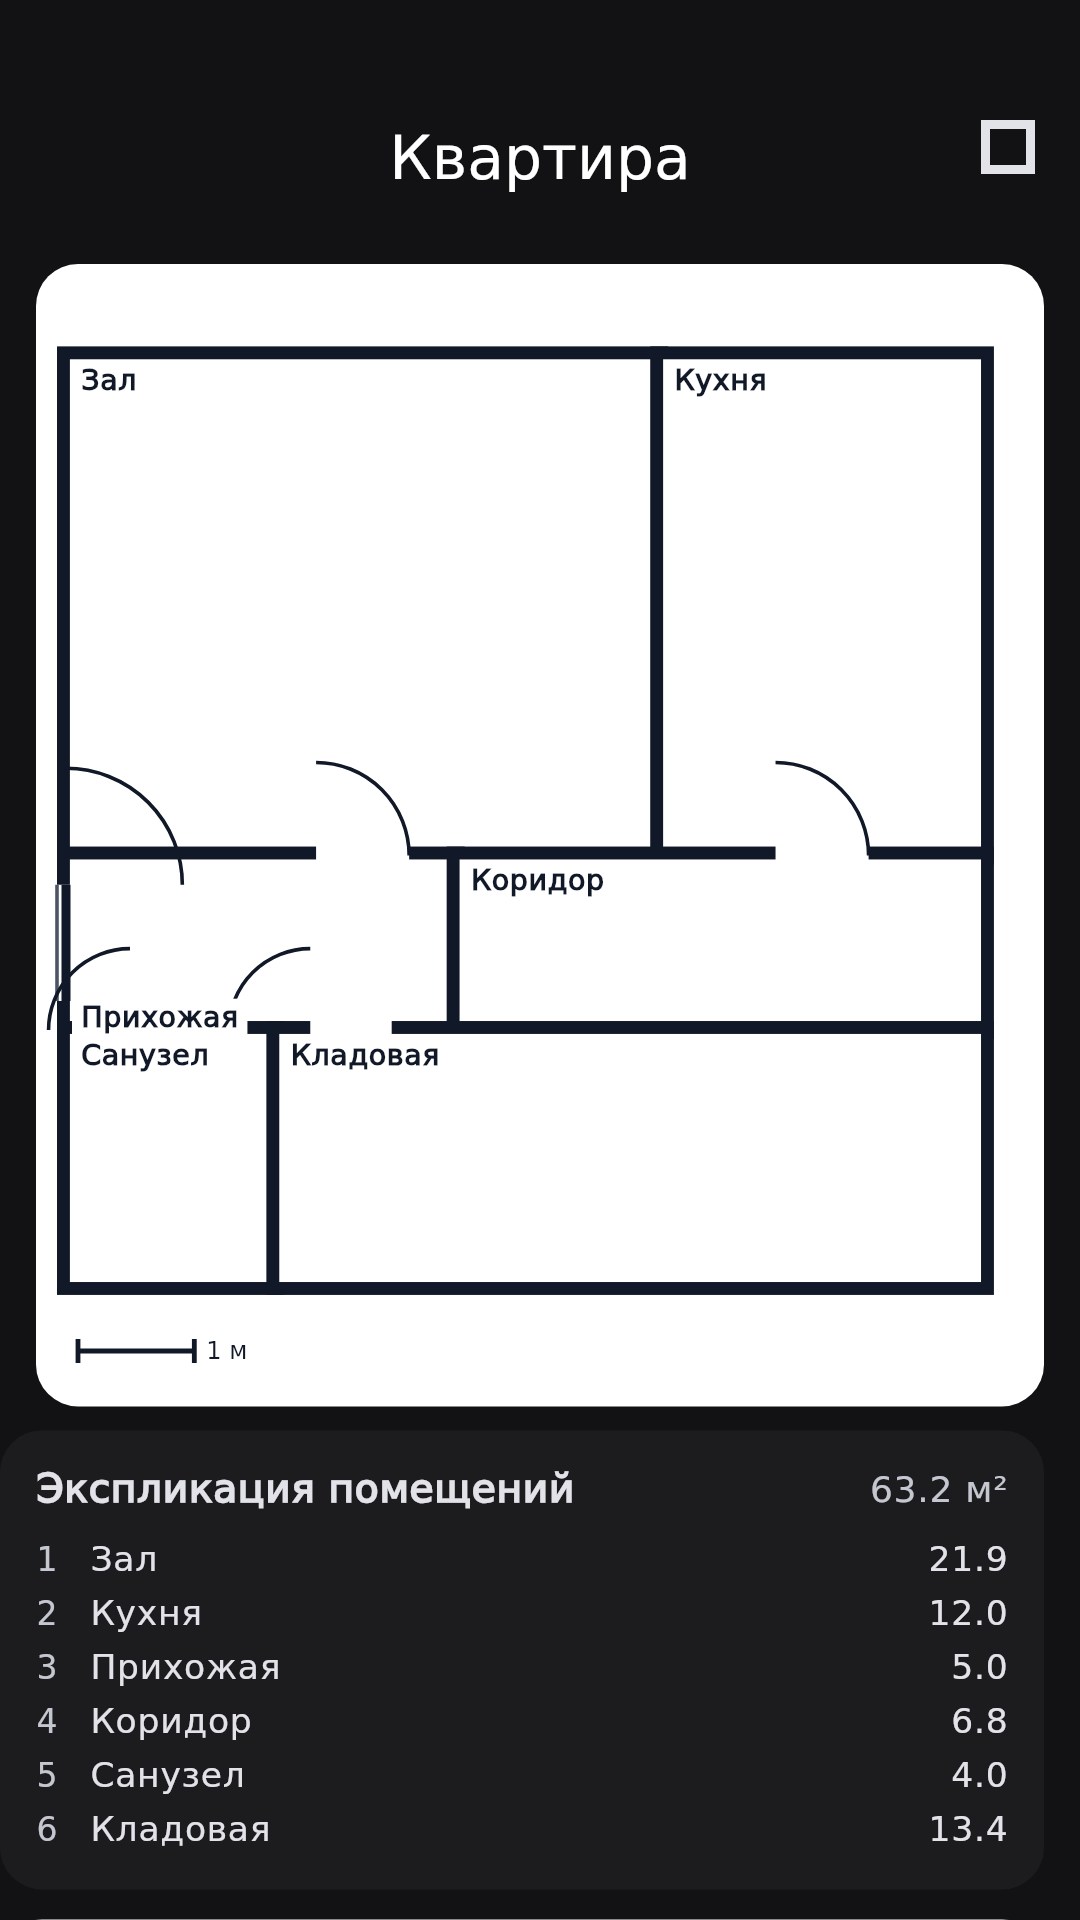 Квартира
Зал
Кухня
Коридор
Прихожая
Санузел
Кладовая
1 м
Экспликация помещений 63.2 м²
1 Зал 21.9
2 Кухня 12.0
3 Прихожая 5.0
4 Коридор 6.8
5 Санузел 4.0
6 Кладовая 13.4